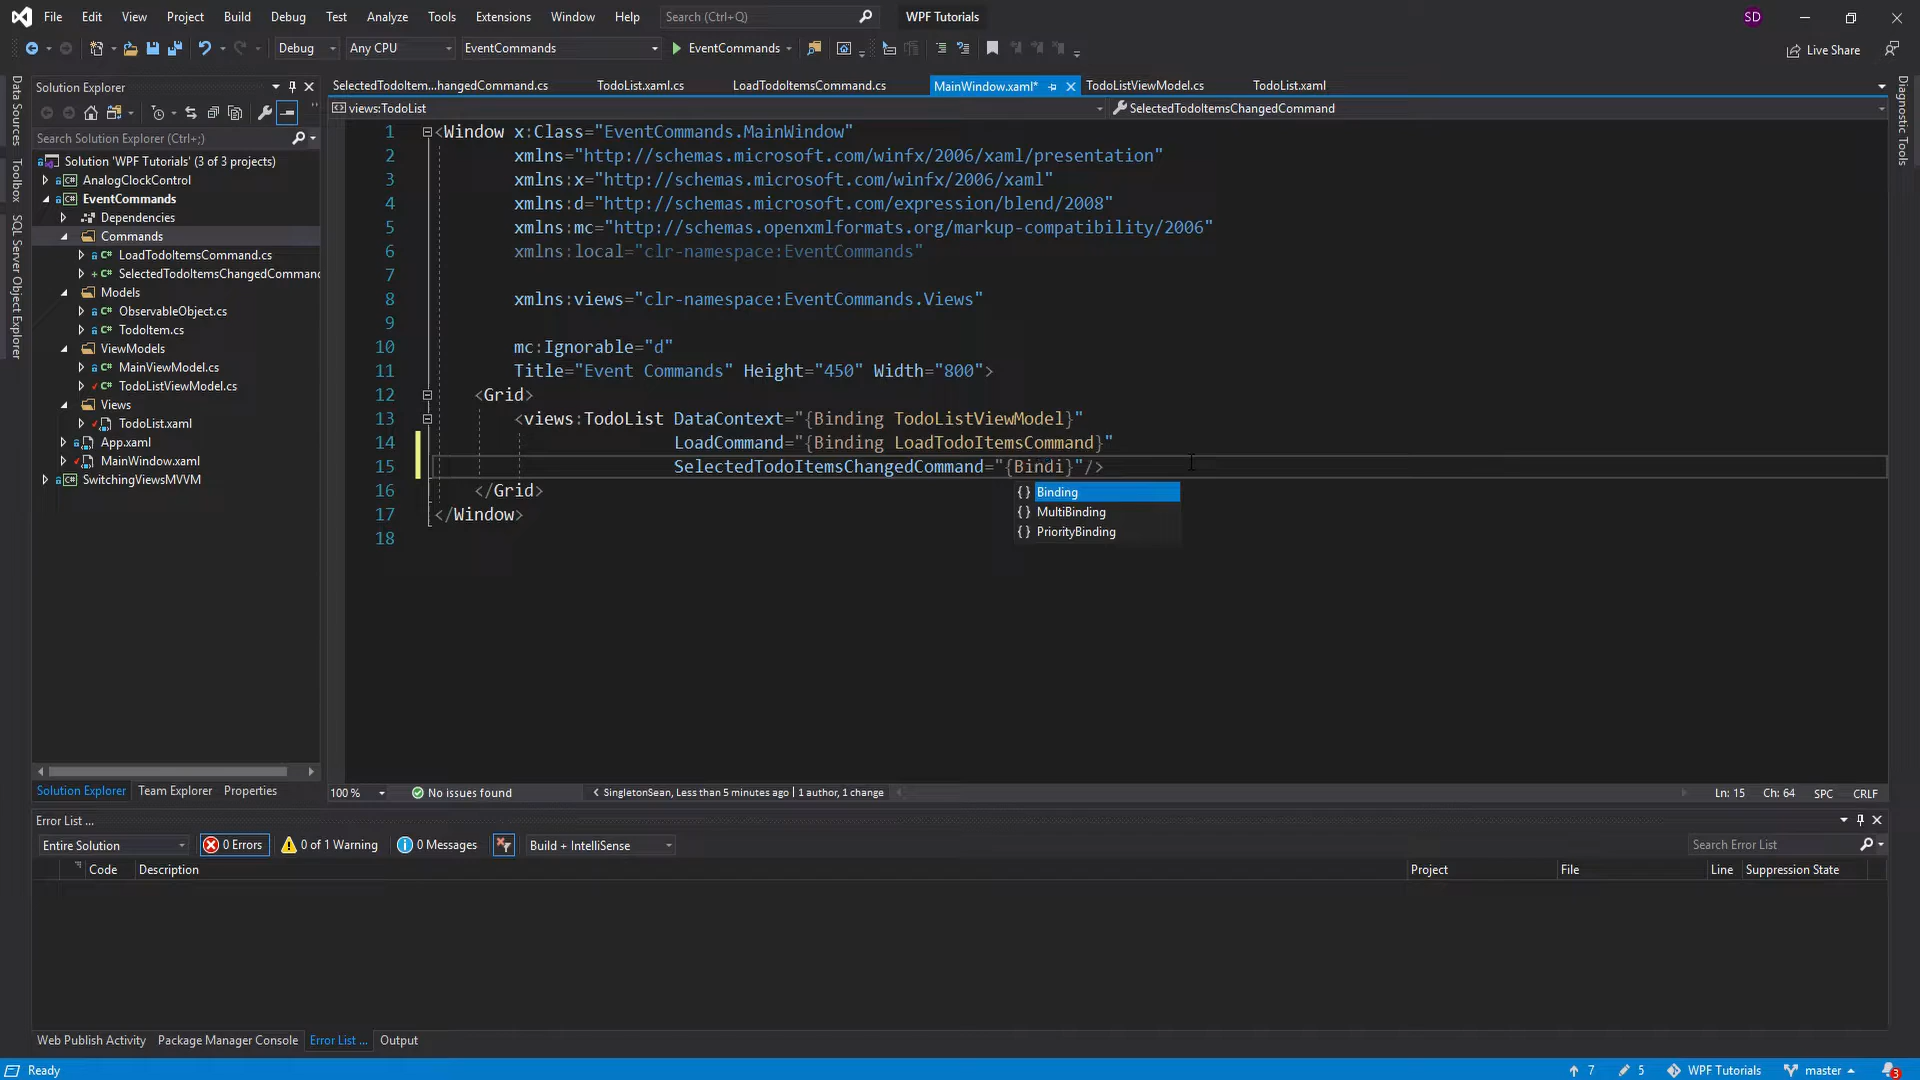 File Edit View Project Build Debug Test Analyze Tools Extensions Window Help Search (Ctrl+Q) WPF Tutorials SD
Debug Any CPU EventCommands EventCommands Live Share
Data Sources
Toolbox
SQL Server Object Explorer
Diagnostic Tools
Solution Explorer
Search Solution Explorer (Ctrl+;)
Solution 'WPF Tutorials' (3 of 3 projects)
AnalogClockControl
EventCommands
Dependencies
Commands
LoadTodoItemsCommand.cs
SelectedTodoItemsChangedCommand
Models
ObservableObject.cs
TodoItem.cs
ViewModels
MainViewModel.cs
TodoListViewModel.cs
Views
TodoList.xaml
App.xaml
MainWindow.xaml
SwitchingViewsMVVM
Solution Explorer Team Explorer Properties
SelectedTodoItem...hangedCommand.cs TodoList.xaml.cs LoadTodoItemsCommand.cs MainWindow.xaml* TodoListViewModel.cs TodoList.xaml
views:TodoList SelectedTodoItemsChangedCommand
1 <Window x:Class="EventCommands.MainWindow"
2 xmlns="http://schemas.microsoft.com/winfx/2006/xaml/presentation"
3 xmlns:x="http://schemas.microsoft.com/winfx/2006/xaml"
4 xmlns:d="http://schemas.microsoft.com/expression/blend/2008"
5 xmlns:mc="http://schemas.openxmlformats.org/markup-compatibility/2006"
6 xmlns:local="clr-namespace:EventCommands"
7
8 xmlns:views="clr-namespace:EventCommands.Views"
9
10 mc:Ignorable="d"
11 Title="Event Commands" Height="450" Width="800">
12 <Grid>
13 <views:TodoList DataContext="{Binding TodoListViewModel}"
14 LoadCommand="{Binding LoadTodoItemsCommand}"
15 SelectedTodoItemsChangedCommand="{Bindi}"/>
16 </Grid>
17 </Window>
18
{} Binding
{} MultiBinding
{} PriorityBinding
100 % No issues found SingletonSean, Less than 5 minutes ago | 1 author, 1 change Ln: 15 Ch: 64 SPC CRLF
Error List ...
Entire Solution 0 Errors 0 of 1 Warning 0 Messages Build + IntelliSense Search Error List
Code Description Project File Line Suppression State
Web Publish Activity Package Manager Console Error List ... Output
Ready 7 5 WPF Tutorials master 3